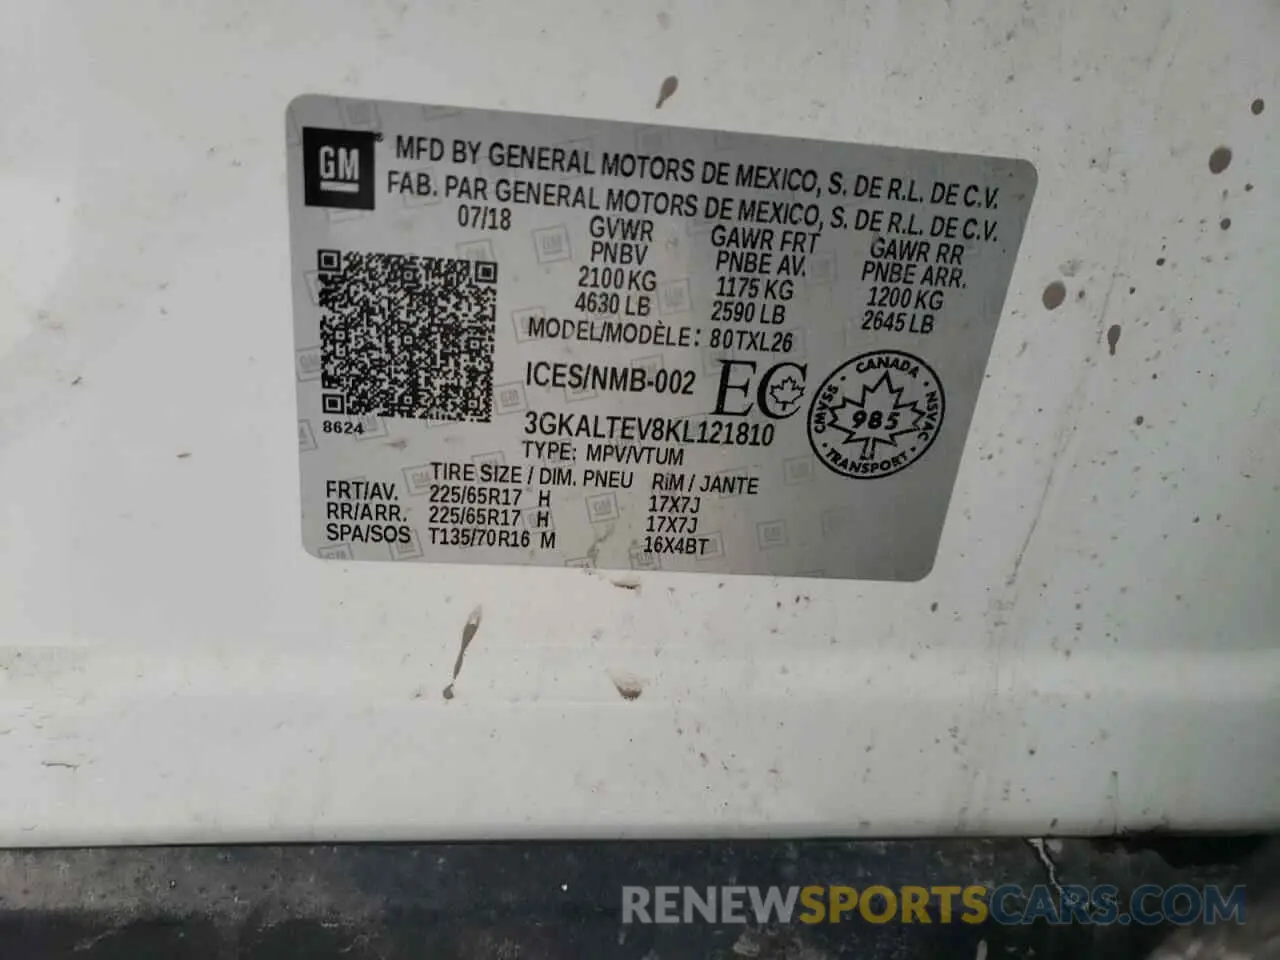 GM
MFD BY GENERAL MOTORS DE MEXICO, S. DE R.L. DE C.V.
FAB. PAR GENERAL MOTORS DE MEXICO, S. DE R.L. DE C.V.
07/18 GVWR GAWR FRT GAWR RR
PNBV PNBE AV. PNBE ARR.
2100 KG 1175 KG 1200 KG
4630 LB 2590 LB 2645 LB
MODEL/MODÈLE: 80TXL26
ICES/NMB-002 EC
CANADA
CMVSS 985 NSVAC
TRANSPORT
8624
3GKALTEV8KL121810
TYPE: MPV/VTUM
TIRE SIZE / DIM. PNEU RIM / JANTE
FRT/AV. 225/65R17 H 17X7J
RR/ARR. 225/65R17 H 17X7J
SPA/SOS T135/70R16 M 16X4BT
RENEWSPORTSCARS.COM